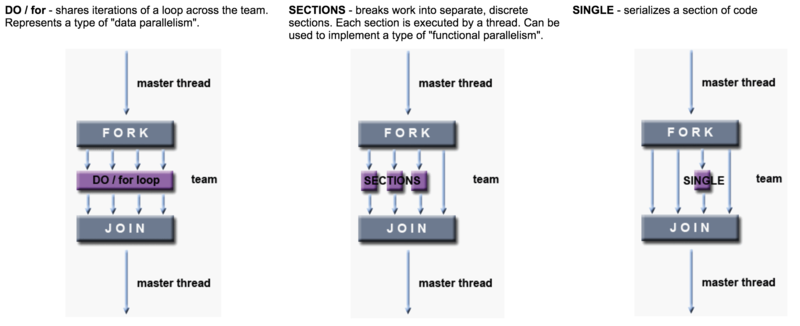 DO / for - shares iterations of a loop across the team.
Represents a type of "data parallelism".
master thread
FORK
DO / for loop
team
JOIN
master thread
SECTIONS - breaks work into separate, discrete
sections. Each section is executed by a thread. Can be
used to implement a type of "functional parallelism".
master thread
FORK
SECTIONS
team
JOIN
master thread
SINGLE - serializes a section of code
master thread
FORK
SINGLE
team
JOIN
master thread